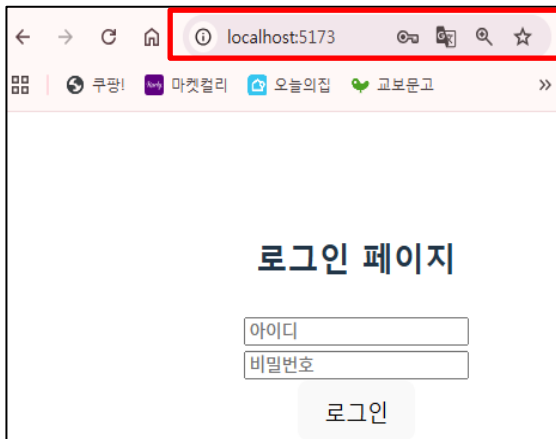 localhost:5173
쿠팡! 마켓컬리 오늘의집 교보문고
로그인 페이지
아이디
비밀번호
로그인